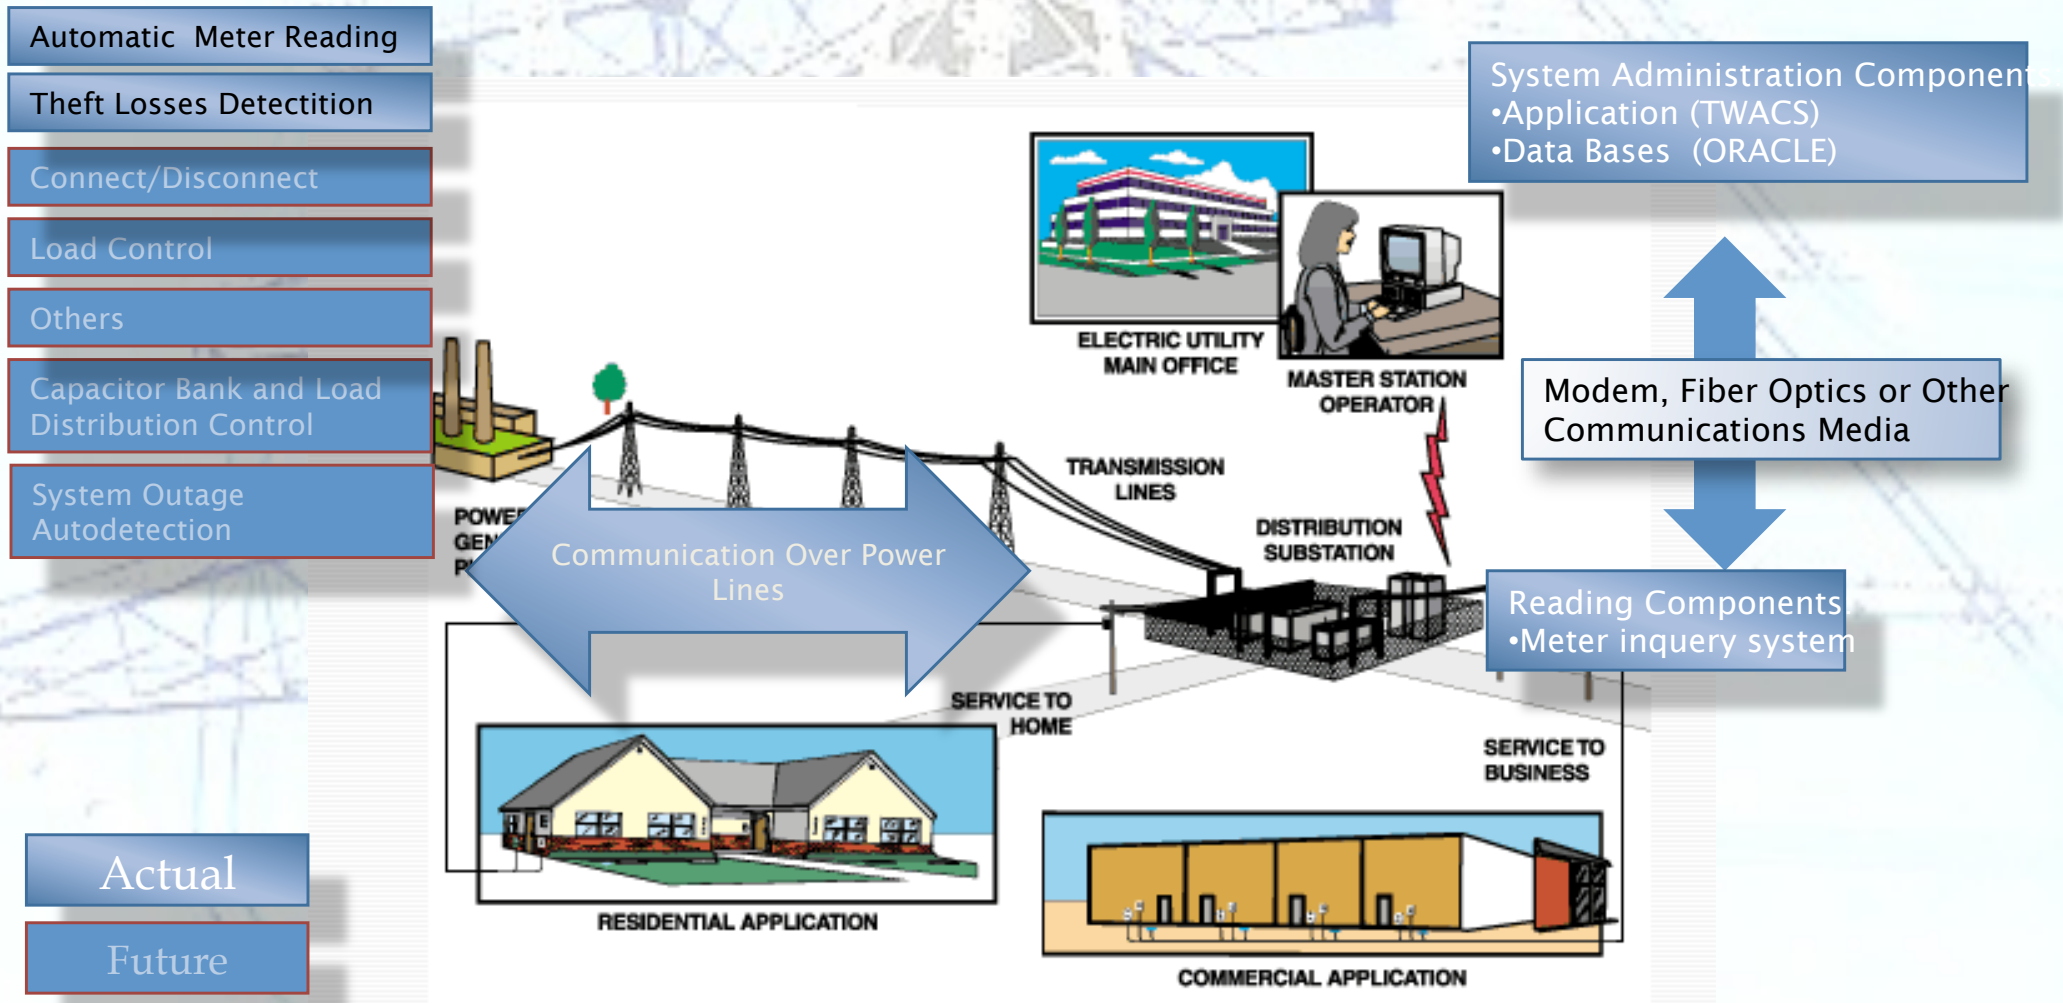 Automatic  Meter Reading
Theft Losses Detectition
Connect/Disconnect
Load Control
Others
Capacitor Bank and Load
Distribution Control
System Outage
Autodetection
Actual
Future
System Administration Components:
•Application (TWACS)
•Data Bases  (ORACLE)
ELECTRIC UTILITY
MAIN OFFICE
MASTER STATION
OPERATOR
Modem, Fiber Optics or Other
Communications Media
TRANSMISSION
LINES
DISTRIBUTION
SUBSTATION
Communication Over Power
Lines
Reading Components:
•Meter inquery system
SERVICE TO
HOME
SERVICE TO
BUSINESS
RESIDENTIAL APPLICATION
COMMERCIAL APPLICATION